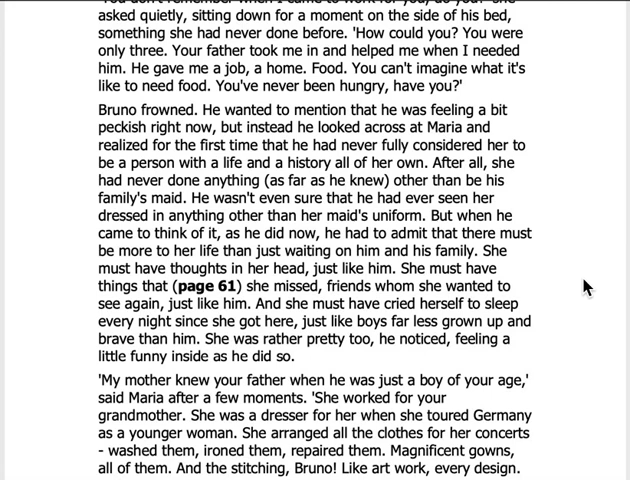 asked quietly, sitting down for a moment on the side of his bed,
something she had never done before. 'How could you? You were
only three. Your father took me in and helped me when I needed
him. He gave me a job, a home. Food. You can't imagine what it's
like to need food. You've never been hungry, have you?'
Bruno frowned. He wanted to mention that he was feeling a bit
peckish right now, but instead he looked across at Maria and
realized for the first time that he had never fully considered her to
be a person with a life and a history all of her own. After all, she
had never done anything (as far as he knew) other than be his
family's maid. He wasn't even sure that he had ever seen her
dressed in anything other than her maid's uniform. But when he
came to think of it, as he did now, he had to admit that there must
be more to her life than just waiting on him and his family. She
must have thoughts in her head, just like him. She must have
things that (page 61) she missed, friends whom she wanted to
see again, just like him. And she must have cried herself to sleep
every night since she got here, just like boys far less grown up and
brave than him. She was rather pretty too, he noticed, feeling a
little funny inside as he did so.
'My mother knew your father when he was just a boy of your age,'
said Maria after a few moments. 'She worked for your
grandmother. She was a dresser for her when she toured Germany
as a younger woman. She arranged all the clothes for her concerts
- washed them, ironed them, repaired them. Magnificent gowns,
all of them. And the stitching, Bruno! Like art work, every design.